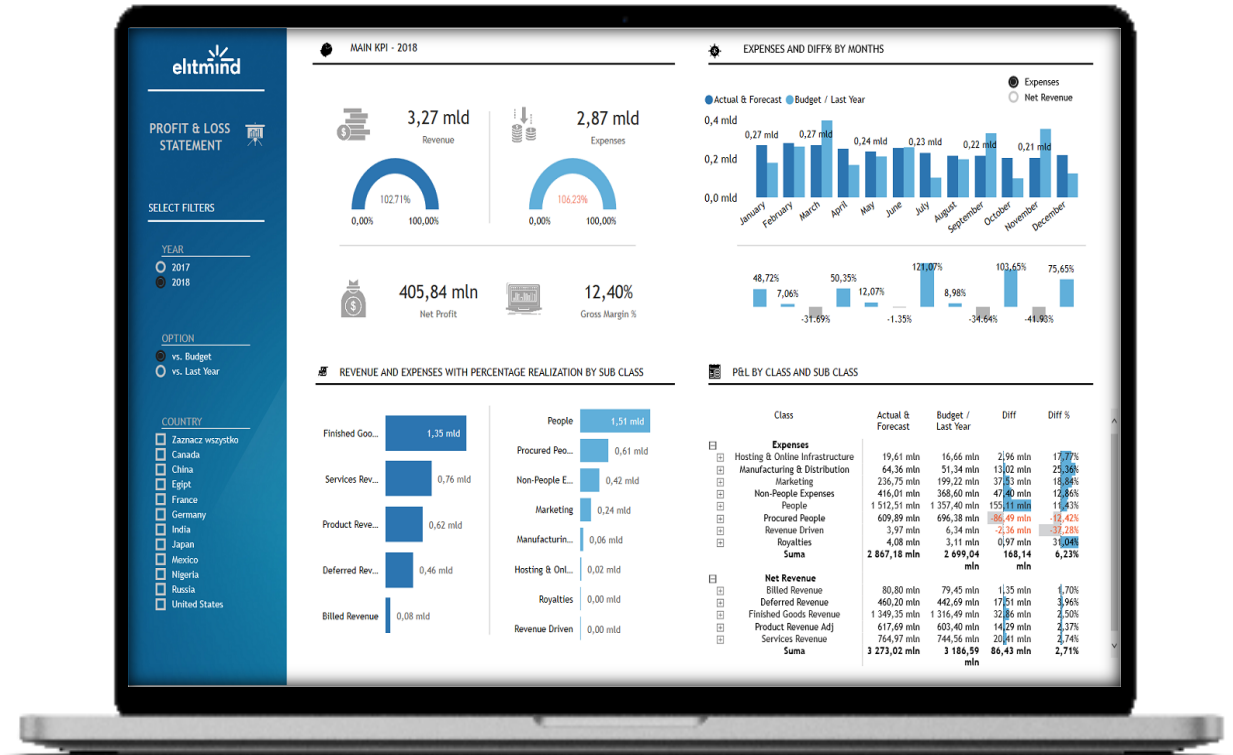 elitmind
PROFIT & LOSS
STATEMENT
SELECT FILTERS
YEAR
2017
2018
OPTION
vs. Budget
vs. Last Year
COUNTRY
Zaznacz wszystko
Canada
China
Egipt
France
Germany
India
Japan
Mexico
Nigeria
Russia
United States
MAIN KPI - 2018
3,27 mld
Revenue
102.71%
0,00% 100,00%
2,87 mld
Expenses
106.23%
0,00% 100,00%
405,84 mln
Net Profit
12,40%
Gross Margin %
EXPENSES AND DIFF% BY MONTHS
Expenses
Net Revenue
Actual & Forecast Budget / Last Year
0,4 mld
0,2 mld
0,0 mld
0,27 mld 0,27 mld 0,24 mld 0,23 mld 0,22 mld 0,21 mld
January February March April May June July August September October November December
48,72% 7,06% -31.69% 50,35% 12,07% -1.35% 121,07% 8,98% -34.64% 103,65% -41.93% 75,65%
REVENUE AND EXPENSES WITH PERCENTAGE REALIZATION BY SUB CLASS
Finished Goo... 1,35 mld
Services Rev... 0,76 mld
Product Reve... 0,62 mld
Deferred Rev... 0,46 mld
Billed Revenue 0,08 mld
People 1,51 mld
Procured Peo... 0,61 mld
Non-People E... 0,42 mld
Marketing 0,24 mld
Manufacturin... 0,06 mld
Hosting & Onl... 0,02 mld
Royalties 0,00 mld
Revenue Driven 0,00 mld
P&L BY CLASS AND SUB CLASS
Class Actual & Budget / Diff Diff %
Forecast Last Year
Expenses
Hosting & Online Infrastructure 19,61 mln 16,66 mln 2,96 mln 17,77%
Manufacturing & Distribution 64,36 mln 51,34 mln 13,02 mln 25,36%
Marketing 236,75 mln 199,22 mln 37,53 mln 18,84%
Non-People Expenses 416,01 mln 368,60 mln 47,40 mln 12,86%
People 1 512,51 mln 1 357,40 mln 155,11 mln 11,43%
Procured People 609,89 mln 696,38 mln -86,49 mln -12,42%
Revenue Driven 3,97 mln 6,34 mln -2,36 mln -37,28%
Royalties 4,08 mln 3,11 mln 0,97 mln 31,04%
Suma 2 867,18 mln 2 699,04 168,14 6,23%
mln mln
Net Revenue
Billed Revenue 80,80 mln 79,45 mln 1,35 mln 1,70%
Deferred Revenue 460,20 mln 442,69 mln 17,51 mln 3,96%
Finished Goods Revenue 1 349,35 mln 1 316,49 mln 32,86 mln 2,50%
Product Revenue Adj 617,69 mln 603,40 mln 14,29 mln 2,37%
Services Revenue 764,97 mln 744,56 mln 20,41 mln 2,74%
Suma 3 273,02 mln 3 186,59 86,43 mln 2,71%
mln